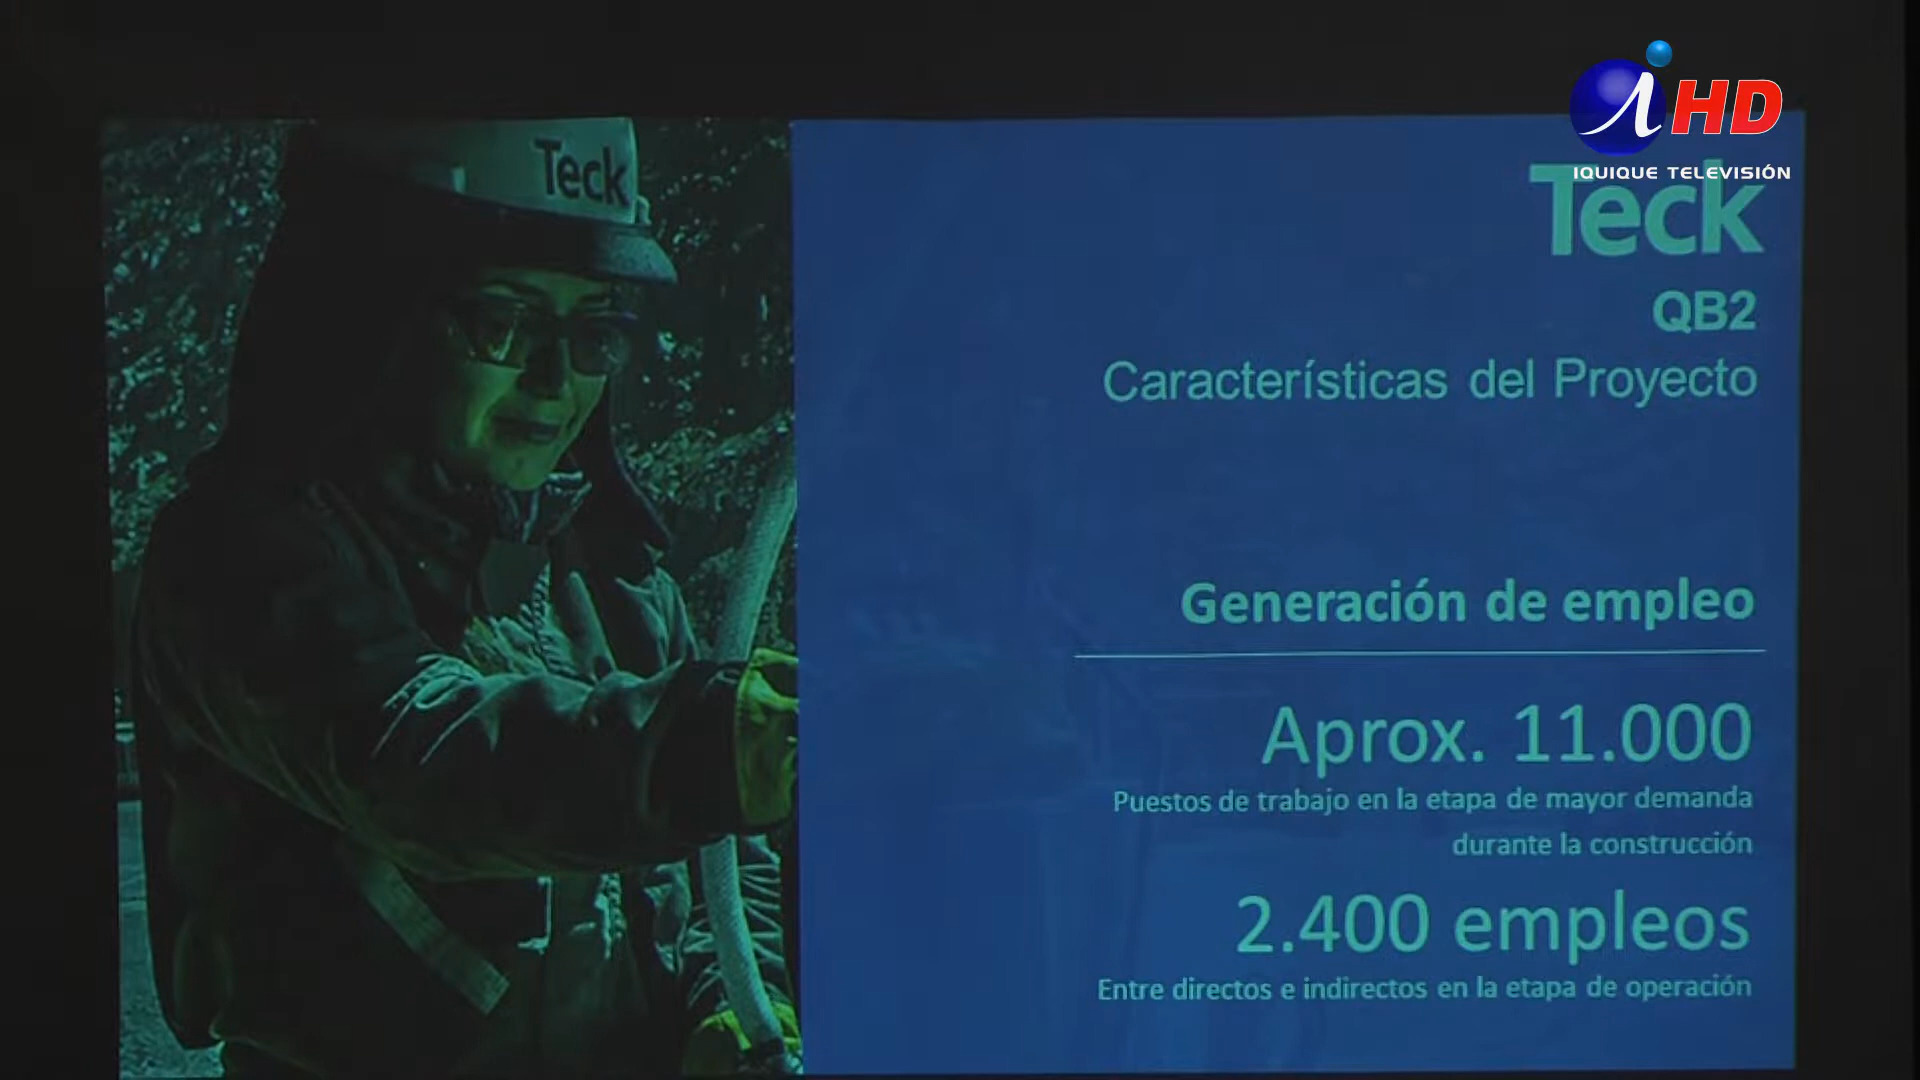 Teck
HD
IQUIQUE TELEVISIÓN
Teck
QB2
Características del Proyecto
Generación de empleo
Aprox. 11.000
Puestos de trabajo en la etapa de mayor demanda
durante la construcción
2.400 empleos
Entre directos e indirectos en la etapa de operación